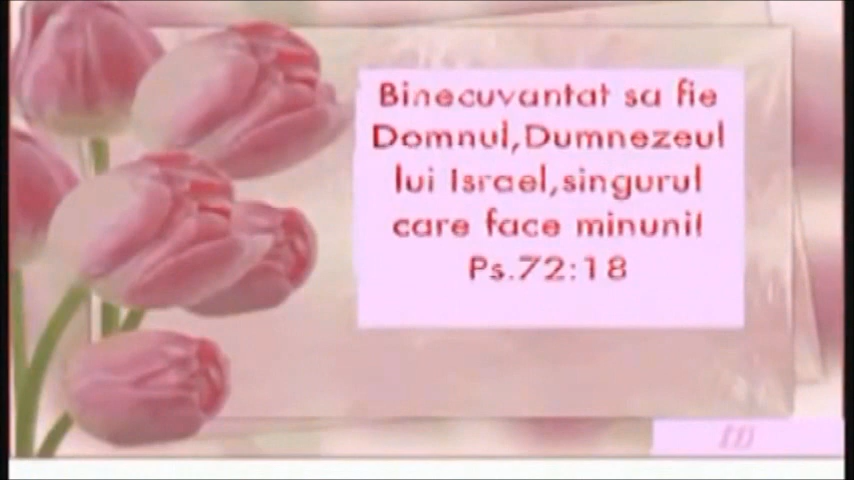 Binecuvantat sa fie
Domnul,Dumnezeul
lui Israel,singurul
care face minuni!
Ps.72:18